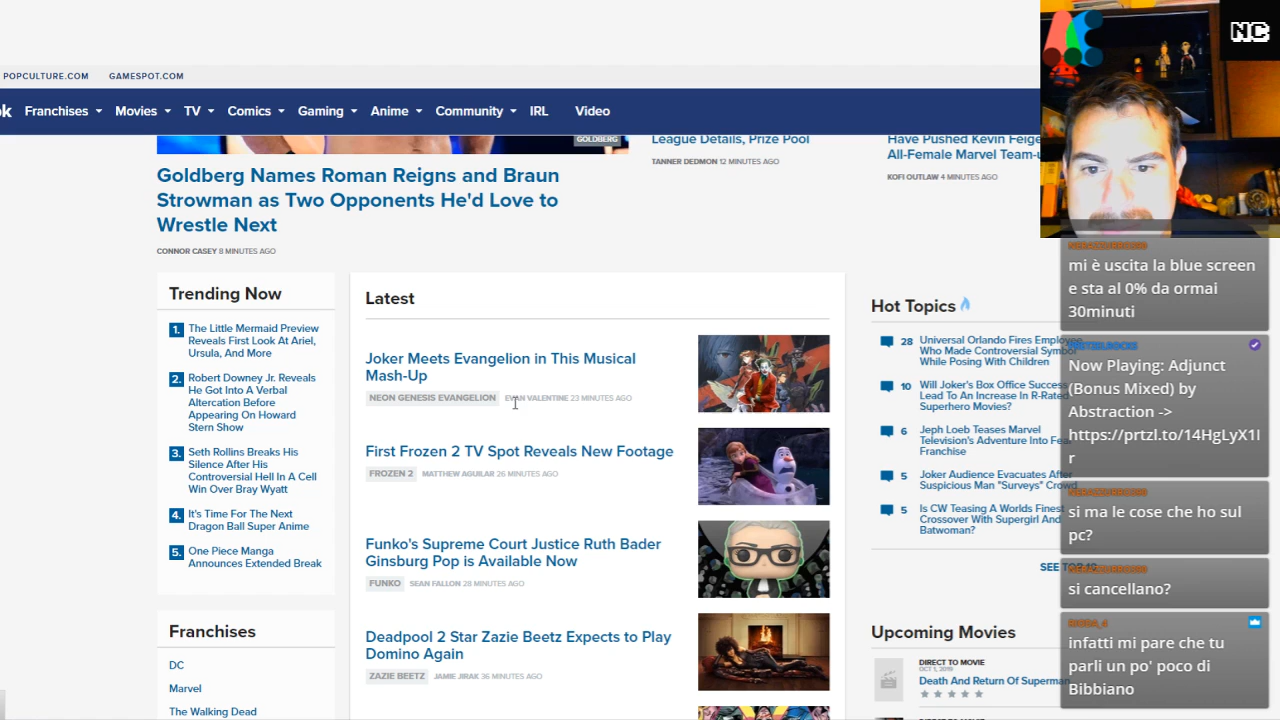 POPCULTURE.COM GAMESPOT.COM
NC
ok Franchises Movies TV Comics Gaming Anime Community IRL Video
GOLDBERG
Goldberg Names Roman Reigns and Braun
Strowman as Two Opponents He'd Love to
Wrestle Next
CONNOR CASEY 8 MINUTES AGO
League Details, Prize Pool
TANNER DEDMON 12 MINUTES AGO
Have Pushed Kevin Feige
All-Female Marvel Team-
KOFI OUTLAW 4 MINUTES AGO
Trending Now
1. The Little Mermaid Preview
Reveals First Look At Ariel,
Ursula, And More
2. Robert Downey Jr. Reveals
He Got Into A Verbal
Altercation Before
Appearing On Howard
Stern Show
3. Seth Rollins Breaks His
Silence After His
Controversial Hell In A Cell
Win Over Bray Wyatt
4. It's Time For The Next
Dragon Ball Super Anime
5. One Piece Manga
Announces Extended Break
Franchises
DC
Marvel
The Walking Dead
Latest
Joker Meets Evangelion in This Musical
Mash-Up
NEON GENESIS EVANGELION EVAN VALENTINE 23 MINUTES AGO
First Frozen 2 TV Spot Reveals New Footage
FROZEN 2 MATTHEW AGUILAR 26 MINUTES AGO
Funko's Supreme Court Justice Ruth Bader
Ginsburg Pop is Available Now
FUNKO SEAN FALLON 28 MINUTES AGO
Deadpool 2 Star Zazie Beetz Expects to Play
Domino Again
ZAZIE BEETZ JAMIE JIRAK 36 MINUTES AGO
Hot Topics
28 Universal Orlando Fires Employee
Who Made Controversial Symbol
While Posing With Children
10 Will Joker's Box Office Success
Lead To An Increase In R-Rated
Superhero Movies?
6 Jeph Loeb Teases Marvel
Television's Adventure Into Fear
Franchise
5 Joker Audience Evacuates After
Suspicious Man "Surveys" Crowd
5 Is CW Teasing A Worlds Finest
Crossover With Supergirl And
Batwoman?
SEE TOP 10
Upcoming Movies
DIRECT TO MOVIE
OCT 1, 2019
Death And Return Of Superman
mi è uscita la blue screen
e sta al 0% da ormai
30minuti
Now Playing: Adjunct
(Bonus Mixed) by
Abstraction ->
https://prtzl.to/14HgLyX1l
r
si ma le cose che ho sul
pc?
si cancellano?
infatti mi pare che tu
parli un po' poco di
Bibbiano